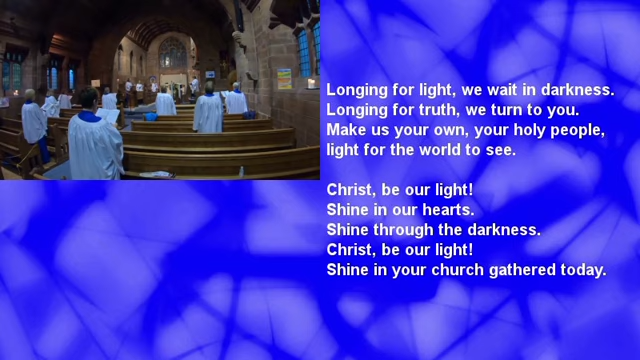 Longing for light, we wait in darkness.
Longing for truth, we turn to you.
Make us your own, your holy people,
light for the world to see.
Christ, be our light!
Shine in our hearts.
Shine through the darkness.
Christ, be our light!
Shine in your church gathered today.